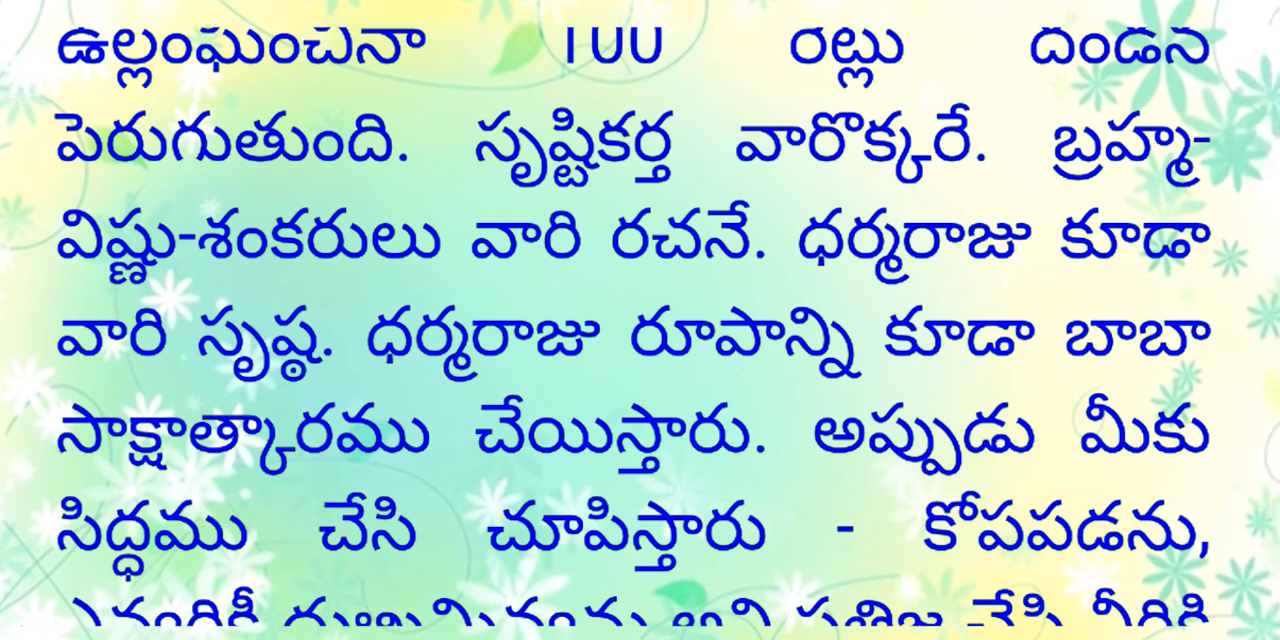 ఉల్లంఘించినా 100 రెట్లు దండన
పెరుగుతుంది. సృష్టికర్త వారొక్కరే. బ్రహ్మ-
విష్ణు-శంకరులు వారి రచనే. ధర్మరాజు కూడా
వారి సృష్ఠ. ధర్మరాజు రూపాన్ని కూడా బాబా
సాక్షాత్కారము చేయిస్తారు. అప్పుడు మీకు
సిద్ధము చేసి చూపిస్తారు - కోపపడను,